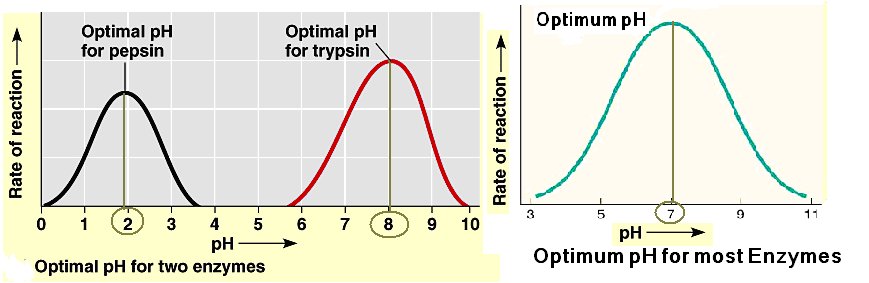 Optimal pH
for pepsin
Optimal pH
for trypsin
Rate of reaction
0 1 2 3 4 5 6 7 8 9 10
pH
Optimal pH for two enzymes
Optimum pH
Rate of reaction
3 5 7 9 11
pH
Optimum pH for most Enzymes